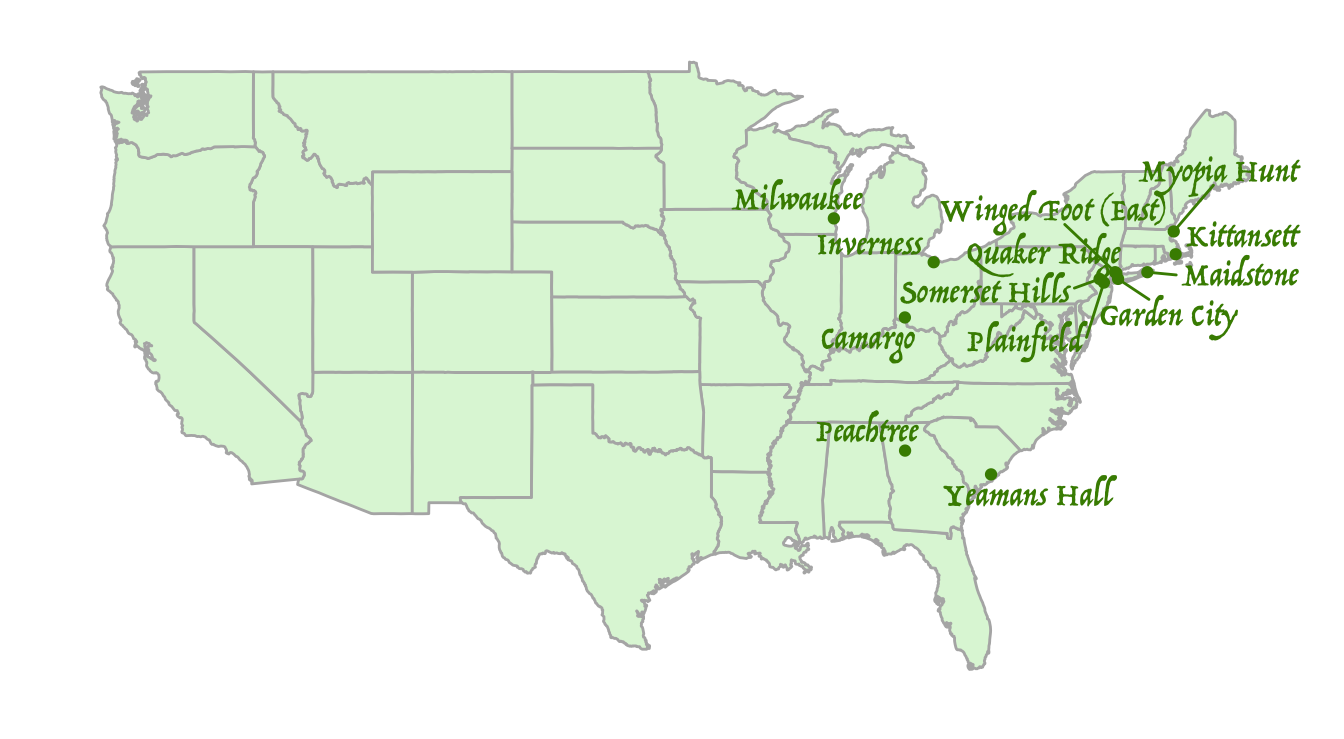 Myopia Hunt
Milwaukee
Winged Foot (East)
Kittansett
Inverness
Quaker Ridge
Maidstone
Somerset Hills
Garden City
Camargo
Plainfield
Peachtree
Yeamans Hall